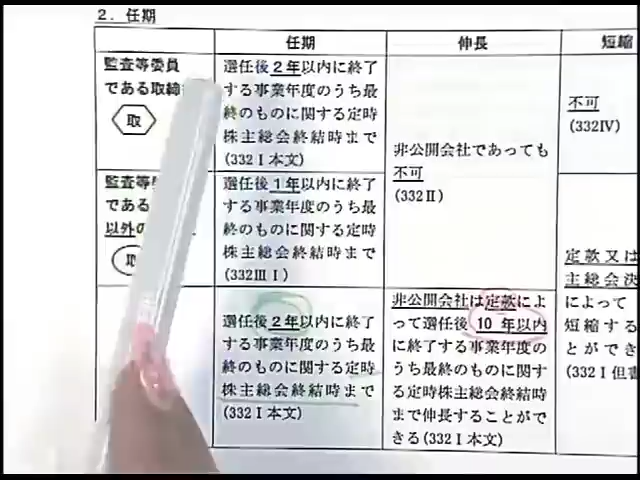 2. 任期
任期
伸長
短縮
監査等委員
である取締
取
選任後2年以内に終了
する事業年度のうち最
終のものに関する定時
株主総会終結時まで
(332Ⅰ本文)
非公開会社であっても
不可
(332Ⅱ)
不可
(332Ⅳ)
監査等
である
以外の
選任後1年以内に終了
する事業年度のうち最
終のものに関する定時
株主総会終結時まで
(332ⅢⅠ)
定款又は
主総会決
によって
短縮する
とができ
(332Ⅰ但書
選任後2年以内に終了
する事業年度のうち最
終のものに関する定時
株主総会終結時まで
(332Ⅰ本文)
非公開会社は定款によ
って選任後 10 年以内
に終了する事業年度の
うち最終のものに関す
る定時株主総会終結時
まで伸長することがで
きる(332Ⅰ本文)